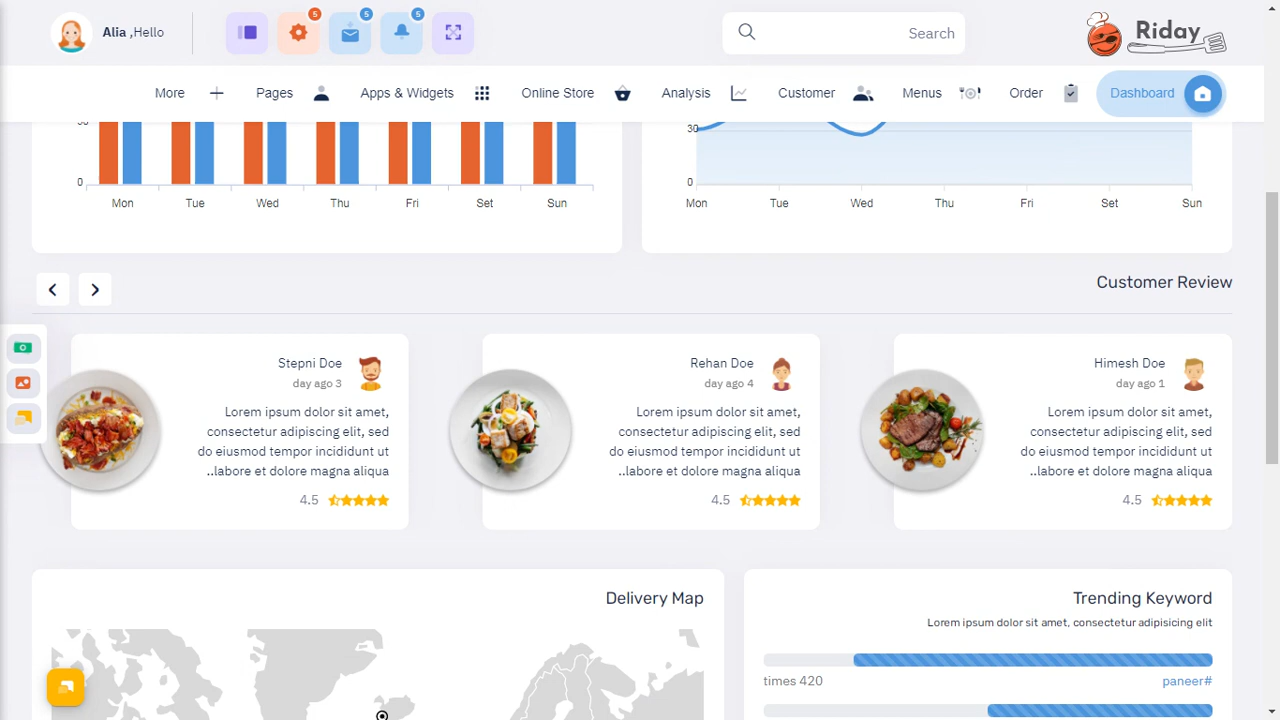 Alia ,Hello
5
5
5
Search
Riday
More
Pages
Apps & Widgets
Online Store
Analysis
Customer
Menus
Order
Dashboard
0
Mon Tue Wed Thu Fri Set Sun
30
0
Mon Tue Wed Thu Fri Set Sun
Customer Review
Stepni Doe
day ago 3
Lorem ipsum dolor sit amet,
consectetur adipiscing elit, sed
do eiusmod tempor incididunt ut
..labore et dolore magna aliqua
4.5
Rehan Doe
day ago 4
Lorem ipsum dolor sit amet,
consectetur adipiscing elit, sed
do eiusmod tempor incididunt ut
..labore et dolore magna aliqua
4.5
Himesh Doe
day ago 1
Lorem ipsum dolor sit amet,
consectetur adipiscing elit, sed
do eiusmod tempor incididunt ut
..labore et dolore magna aliqua
4.5
Delivery Map
Trending Keyword
Lorem ipsum dolor sit amet, consectetur adipisicing elit
times 420
paneer#